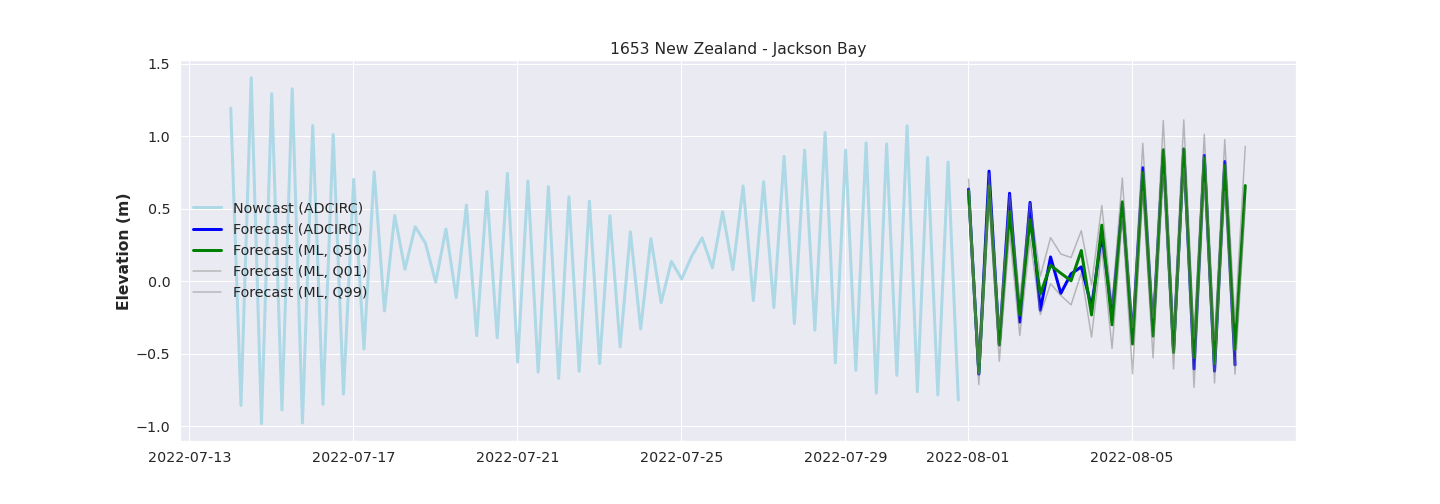 1653 New Zealand - Jackson Bay
1.5
1.0
0.5
0.0
−0.5
−1.0
Elevation (m)
Nowcast (ADCIRC)
Forecast (ADCIRC)
Forecast (ML, Q50)
Forecast (ML, Q01)
Forecast (ML, Q99)
2022-07-13 2022-07-17 2022-07-21 2022-07-25 2022-07-29 2022-08-01 2022-08-05